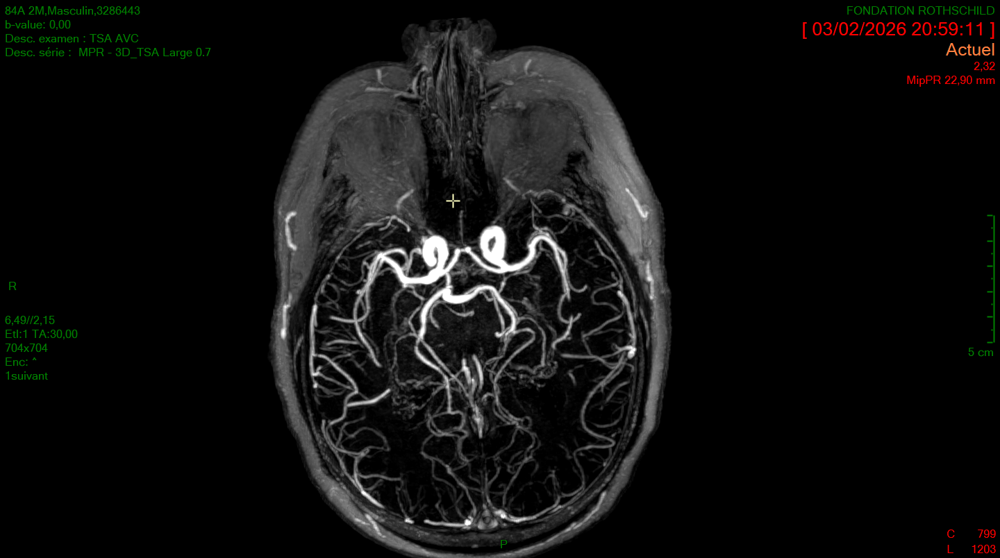 84A 2M,Masculin,3286443
b-value: 0,00
Desc. examen : TSA AVC
Desc. série : MPR - 3D_TSA Large 0.7
FONDATION ROTHSCHILD
[ 03/02/2026 20:59:11 ]
Actuel
2,32
MipPR 22,90 mm
R
6,49//2,15
Etl:1 TA:30,00
704x704
Enc: ^
1suivant
5 cm
P
C 799
L 1203